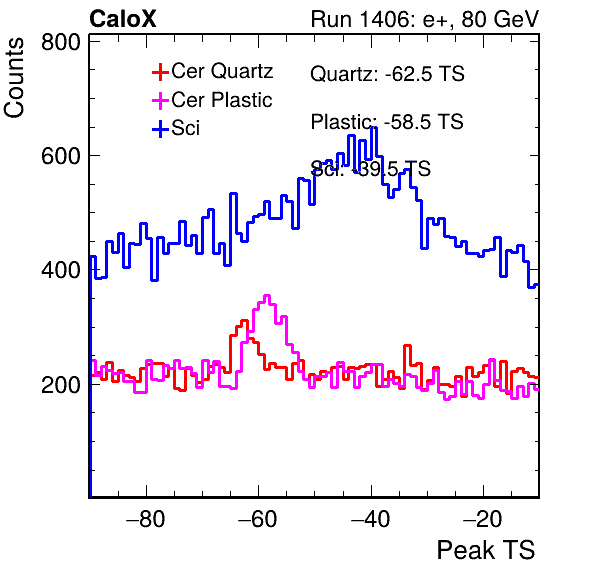 CaloX
Run 1406: e+, 80 GeV
Counts
800
600
400
200
Cer Quartz
Cer Plastic
Sci
Quartz: -62.5 TS
Plastic: -58.5 TS
Sci: -39.5 TS
−80
−60
−40
−20
Peak TS